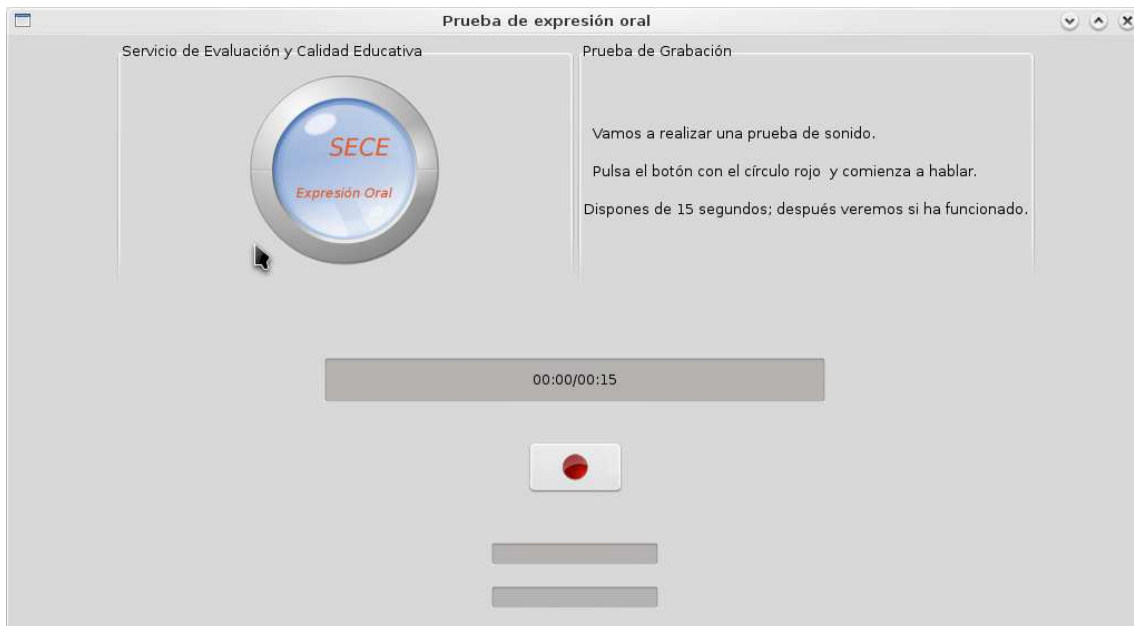 Prueba de expresión oral
Servicio de Evaluación y Calidad Educativa
SECE
Expresión Oral
Prueba de Grabación
Vamos a realizar una prueba de sonido.
Pulsa el botón con el círculo rojo y comienza a hablar.
Dispones de 15 segundos; después veremos si ha funcionado.
00:00/00:15